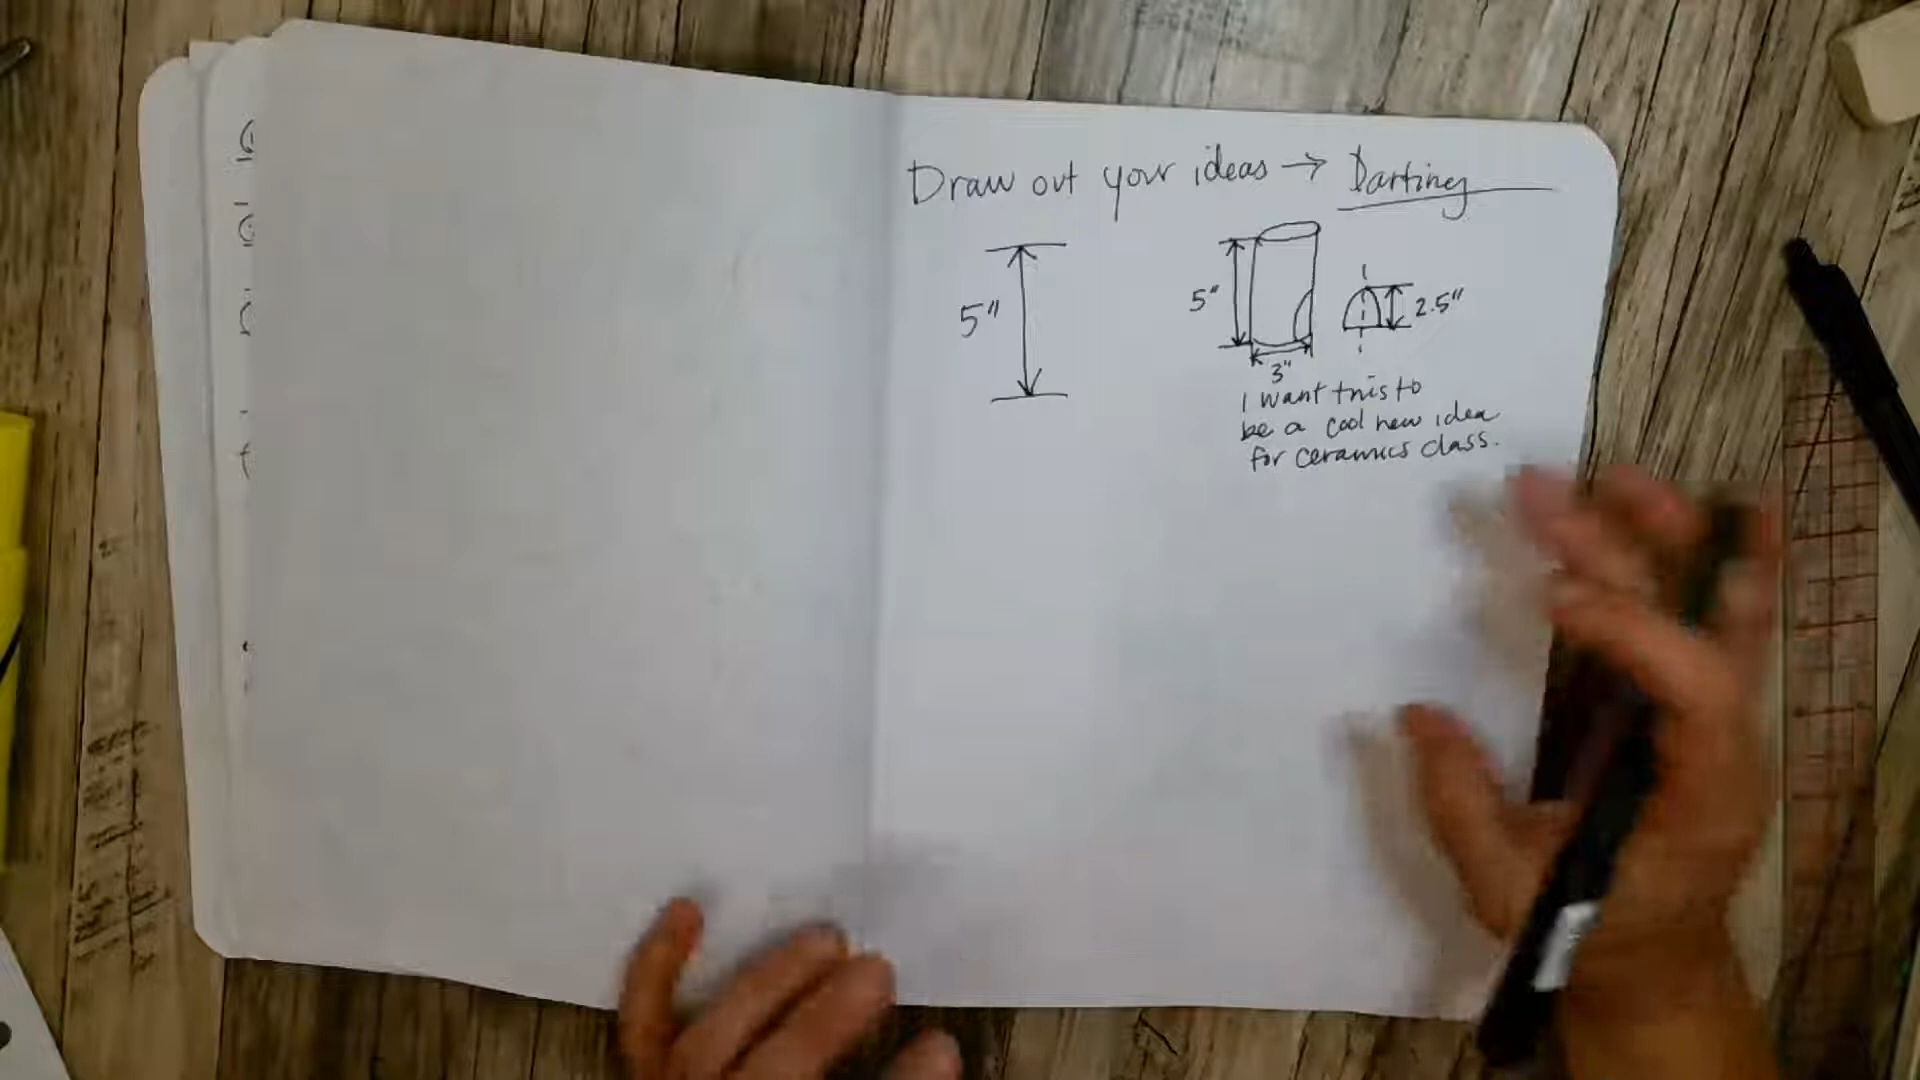 Draw out your ideas → Darting
5"
5"
2.5"
3"
I want this to
be a cool new idea
for ceramics class.